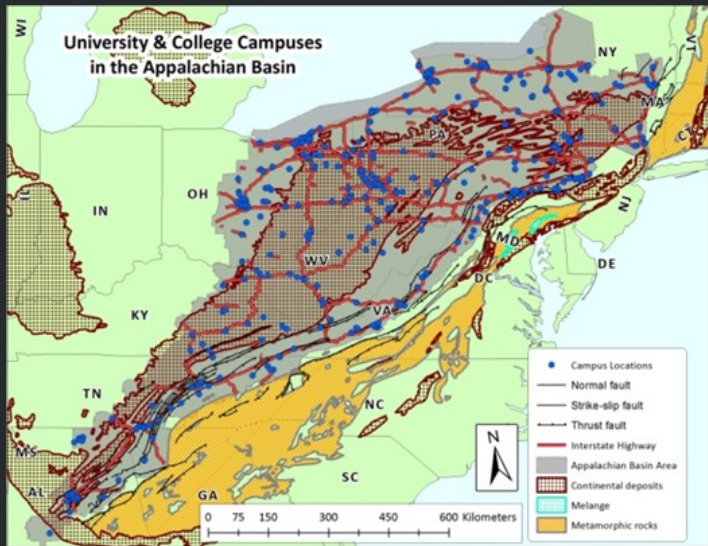 University & College Campuses
in the Appalachian Basin
WI
NY
VT
MA
CT
PA
OH
IN
IL
NJ
MD
WV
DE
DC
KY
VA
TN
NC
MS
SC
AL
GA
Campus Locations
Normal fault
Strike-slip fault
Thrust fault
Interstate Highway
Appalachian Basin Area
Continental deposits
Melange
Metamorphic rocks
N
0 75 150 300 450 600 Kilometers